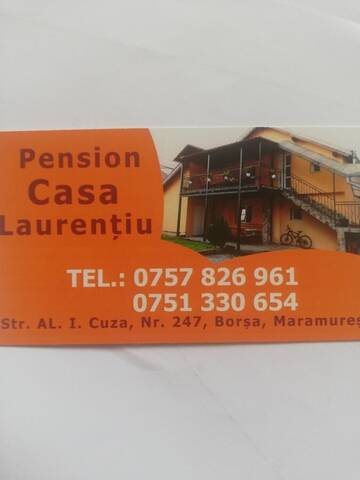 Pension
Casa
Laurențiu
TEL.: 0757 826 961
0751 330 654
Str. AL. I. Cuza, Nr. 247, Borșa, Maramureș